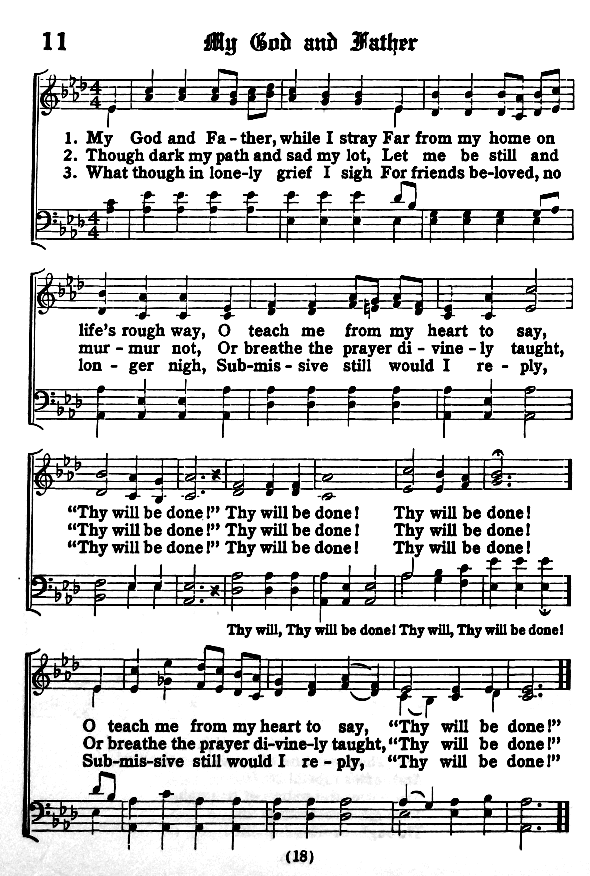 11 My God and Father
4 4
1. My God and Fa - ther, while I stray Far from my home on
2. Though dark my path and sad my lot, Let me be still and
3. What though in lone-ly grief I sigh For friends be-loved, no
4 4
life's rough way, O teach me from my heart to say,
mur - mur not, Or breathe the prayer di - vine - ly taught,
lon - ger nigh, Sub-mis - sive still would I re - ply,
"Thy will be done!" Thy will be done! Thy will be done!
"Thy will be done!" Thy will be done! Thy will be done!
"Thy will be done!" Thy will be done! Thy will be done!
Thy will, Thy will be done! Thy will, Thy will be done!
O teach me from my heart to say, "Thy will be done!"
Or breathe the prayer di-vine-ly taught, "Thy will be done!"
Sub-mis-sive still would I re - ply, "Thy will be done!"
(18)